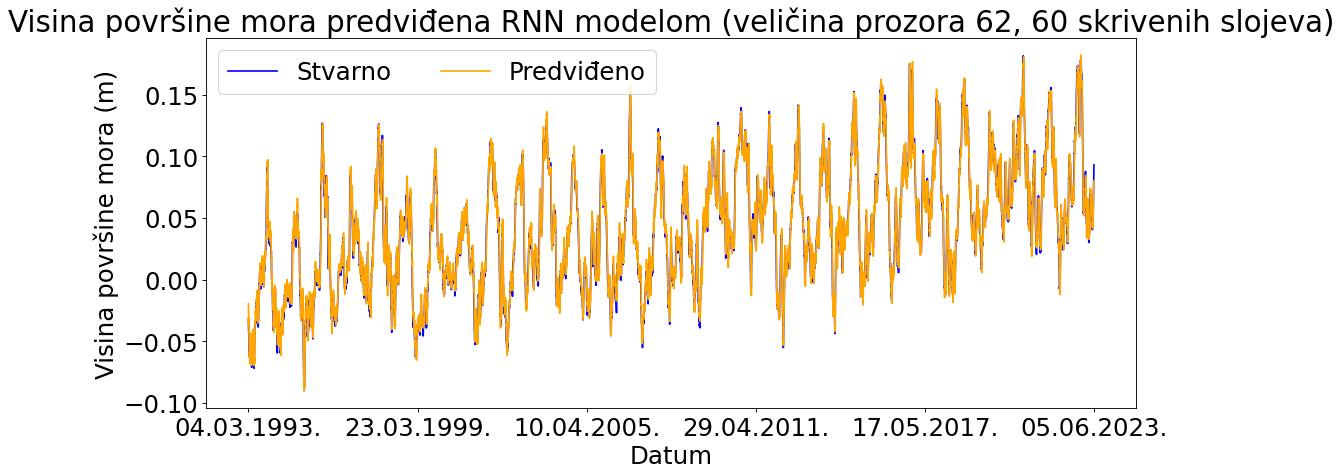 Visina površine mora predviđena RNN modelom (veličina prozora 62, 60 skrivenih slojeva)
Stvarno
Predviđeno
Visina površine mora (m)
0.15
0.10
0.05
0.00
−0.05
−0.10
04.03.1993.
23.03.1999.
10.04.2005.
29.04.2011.
17.05.2017.
05.06.2023.
Datum